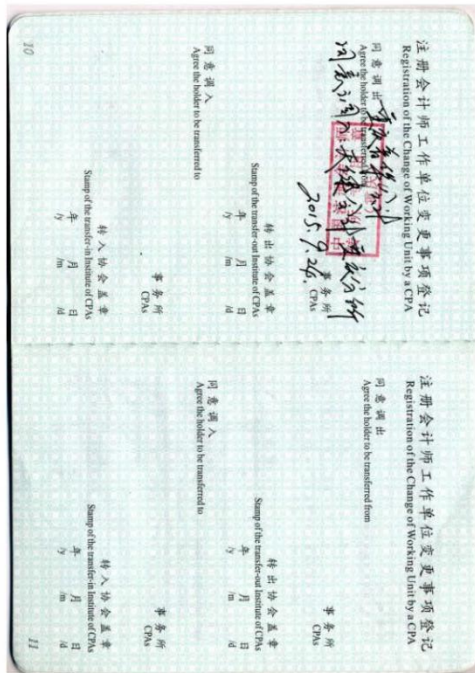 注册会计师工作单位变更事项登记
Registration of the Change of Working Unit by a CPA
同意调出
Agree the holder to be transferred from
同意调入：天健
2015.9.24.
事务所
CPAs
转出协会盖章
Stamp of the transfer-out Institute of CPAs
年 月 日
/y /m /d
同意调入
Agree the holder to be transferred to
事务所
CPAs
转入协会盖章
Stamp of the transfer-in Institute of CPAs
年 月 日
/y /m /d
10
注册会计师工作单位变更事项登记
Registration of the Change of Working Unit by a CPA
同意调出
Agree the holder to be transferred from
事务所
CPAs
转出协会盖章
Stamp of the transfer-out Institute of CPAs
年 月 日
/y /m /d
同意调入
Agree the holder to be transferred to
事务所
CPAs
转入协会盖章
Stamp of the transfer-in Institute of CPAs
年 月 日
/y /m /d
11